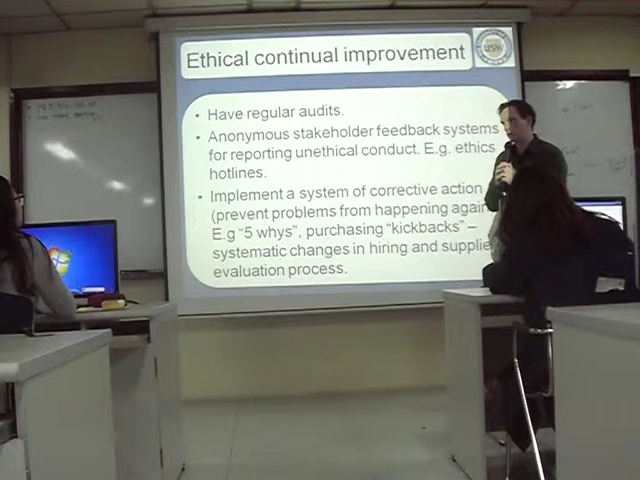 Ethical continual improvement
• Have regular audits.
• Anonymous stakeholder feedback systems
for reporting unethical conduct. E.g. ethics
hotlines.
• Implement a system of corrective action
(prevent problems from happening again
E.g "5 whys", purchasing "kickbacks" –
systematic changes in hiring and supplie
evaluation process.